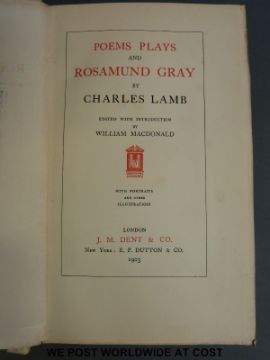 POEMS PLAYS
AND
ROSAMUND GRAY
BY
CHARLES LAMB
EDITED WITH INTRODUCTION
BY
WILLIAM MACDONALD
WITH PORTRAITS
AND OTHER
ILLUSTRATIONS
LONDON
J. M. DENT & CO.
NEW YORK: E. P. DUTTON & CO.
1903
WE POST WORLDWIDE AT COST